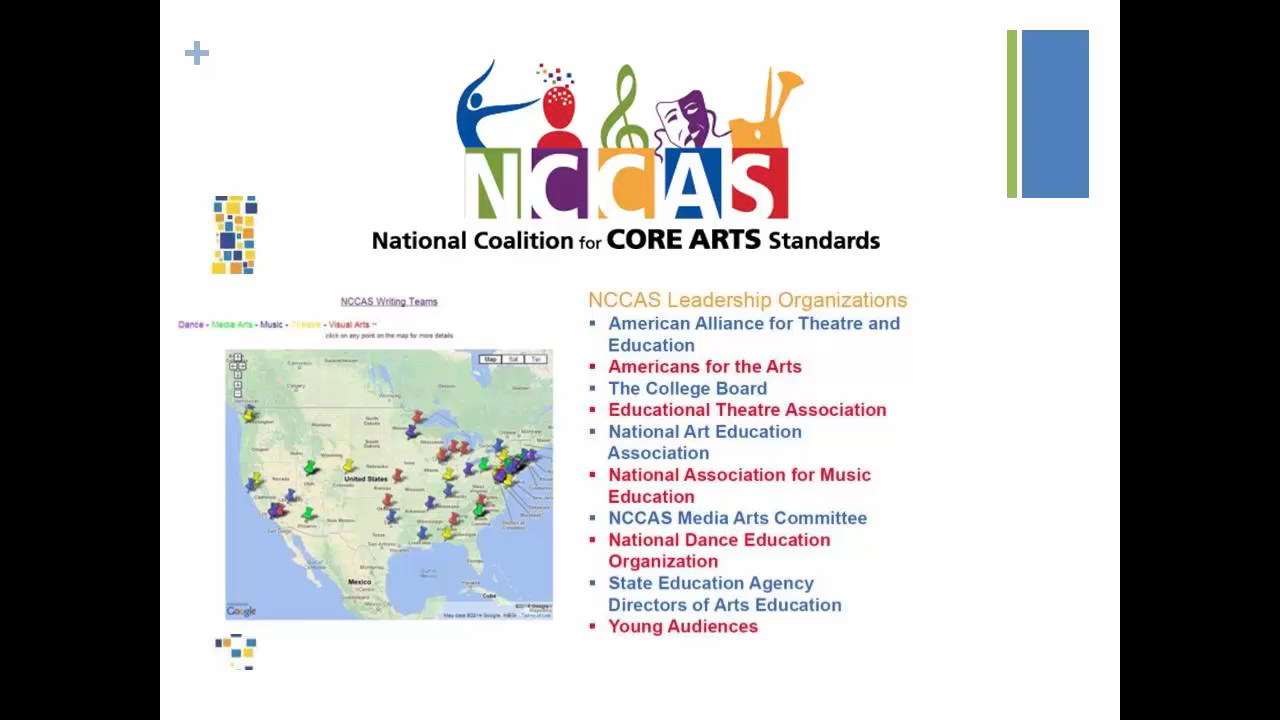 +
NCCAS
National Coalition for CORE ARTS Standards
NCCAS Writing Teams
Dance - Media Arts - Music - Theatre - Visual Arts ~
click on any point on the map for more details
Map Sat Ter
United States
Mexico
Cuba
Google
NCCAS Leadership Organizations
▪ American Alliance for Theatre and
Education
▪ Americans for the Arts
▪ The College Board
▪ Educational Theatre Association
▪ National Art Education
Association
▪ National Association for Music
Education
▪ NCCAS Media Arts Committee
▪ National Dance Education
Organization
▪ State Education Agency
Directors of Arts Education
▪ Young Audiences